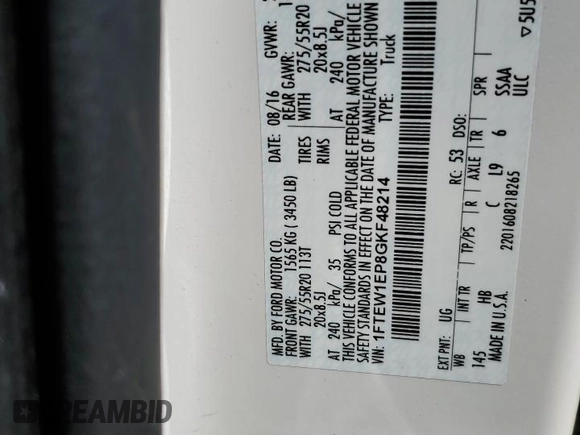 MFD. BY FORD MOTOR CO.
DATE: 08/16 GVWR:
FRONT GAWR: 1565 KG ( 3450 LB) REAR GAWR: 1
WITH 275/55R20 113T TIRES WITH 275/55R20
20x8.5J RIMS 20x8.5J
AT 240 kPa/ 35 PSI COLD AT 240 kPa/
THIS VEHICLE CONFORMS TO ALL APPLICABLE FEDERAL MOTOR VEHICLE
SAFETY STANDARDS IN EFFECT ON THE DATE OF MANUFACTURE SHOWN
VIN: 1FTEW1EP8GKF48214 TYPE: Truck
EXT PNT: UG RC: 53 DSO:
WB INT TR TP/PS R AXLE TR SPR
145 HB C L9 6 SSAA
MADE IN U.S.A. 2201608218265 ULC
▽5U5
DREAMBID